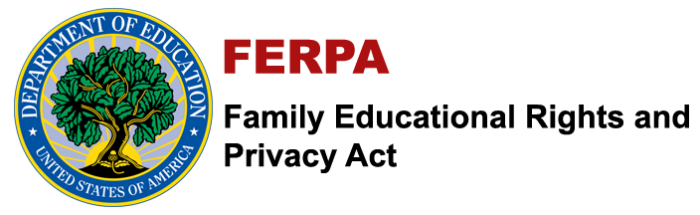 DEPARTMENT OF EDUCATION
UNITED STATES OF AMERICA
FERPA
Family Educational Rights and
Privacy Act